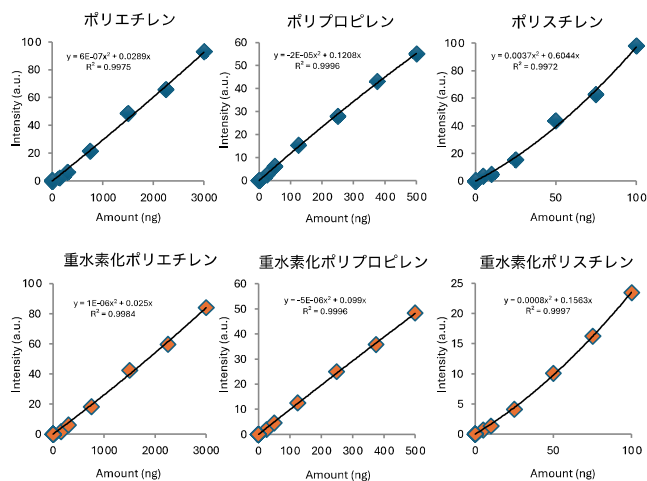 ポリエチレン
y = 6E-07x² + 0.0289x
R² = 0.9975
Intensity (a.u.)
100
80
60
40
20
0
0 1000 2000 3000
Amount (ng)
ポリプロピレン
y = -2E-05x² + 0.1208x
R² = 0.9996
Intensity (a.u.)
60
50
40
30
20
10
0
0 100 200 300 400 500
Amount (ng)
ポリスチレン
y = 0.0037x² + 0.6044x
R² = 0.9972
Intensity (a.u.)
100
80
60
40
20
0
0 50 100
Amount (ng)
重水素化ポリエチレン
y = 1E-06x² + 0.025x
R² = 0.9984
Intensity (a.u.)
100
80
60
40
20
0
0 1000 2000 3000
Amount (ng)
重水素化ポリプロピレン
y = -5E-06x² + 0.099x
R² = 0.9996
Intensity (a.u.)
60
50
40
30
20
10
0
0 100 200 300 400 500
Amount (ng)
重水素化ポリスチレン
y = 0.0008x² + 0.1563x
R² = 0.9997
Intensity (a.u.)
25
20
15
10
5
0
0 50 100
Amount (ng)